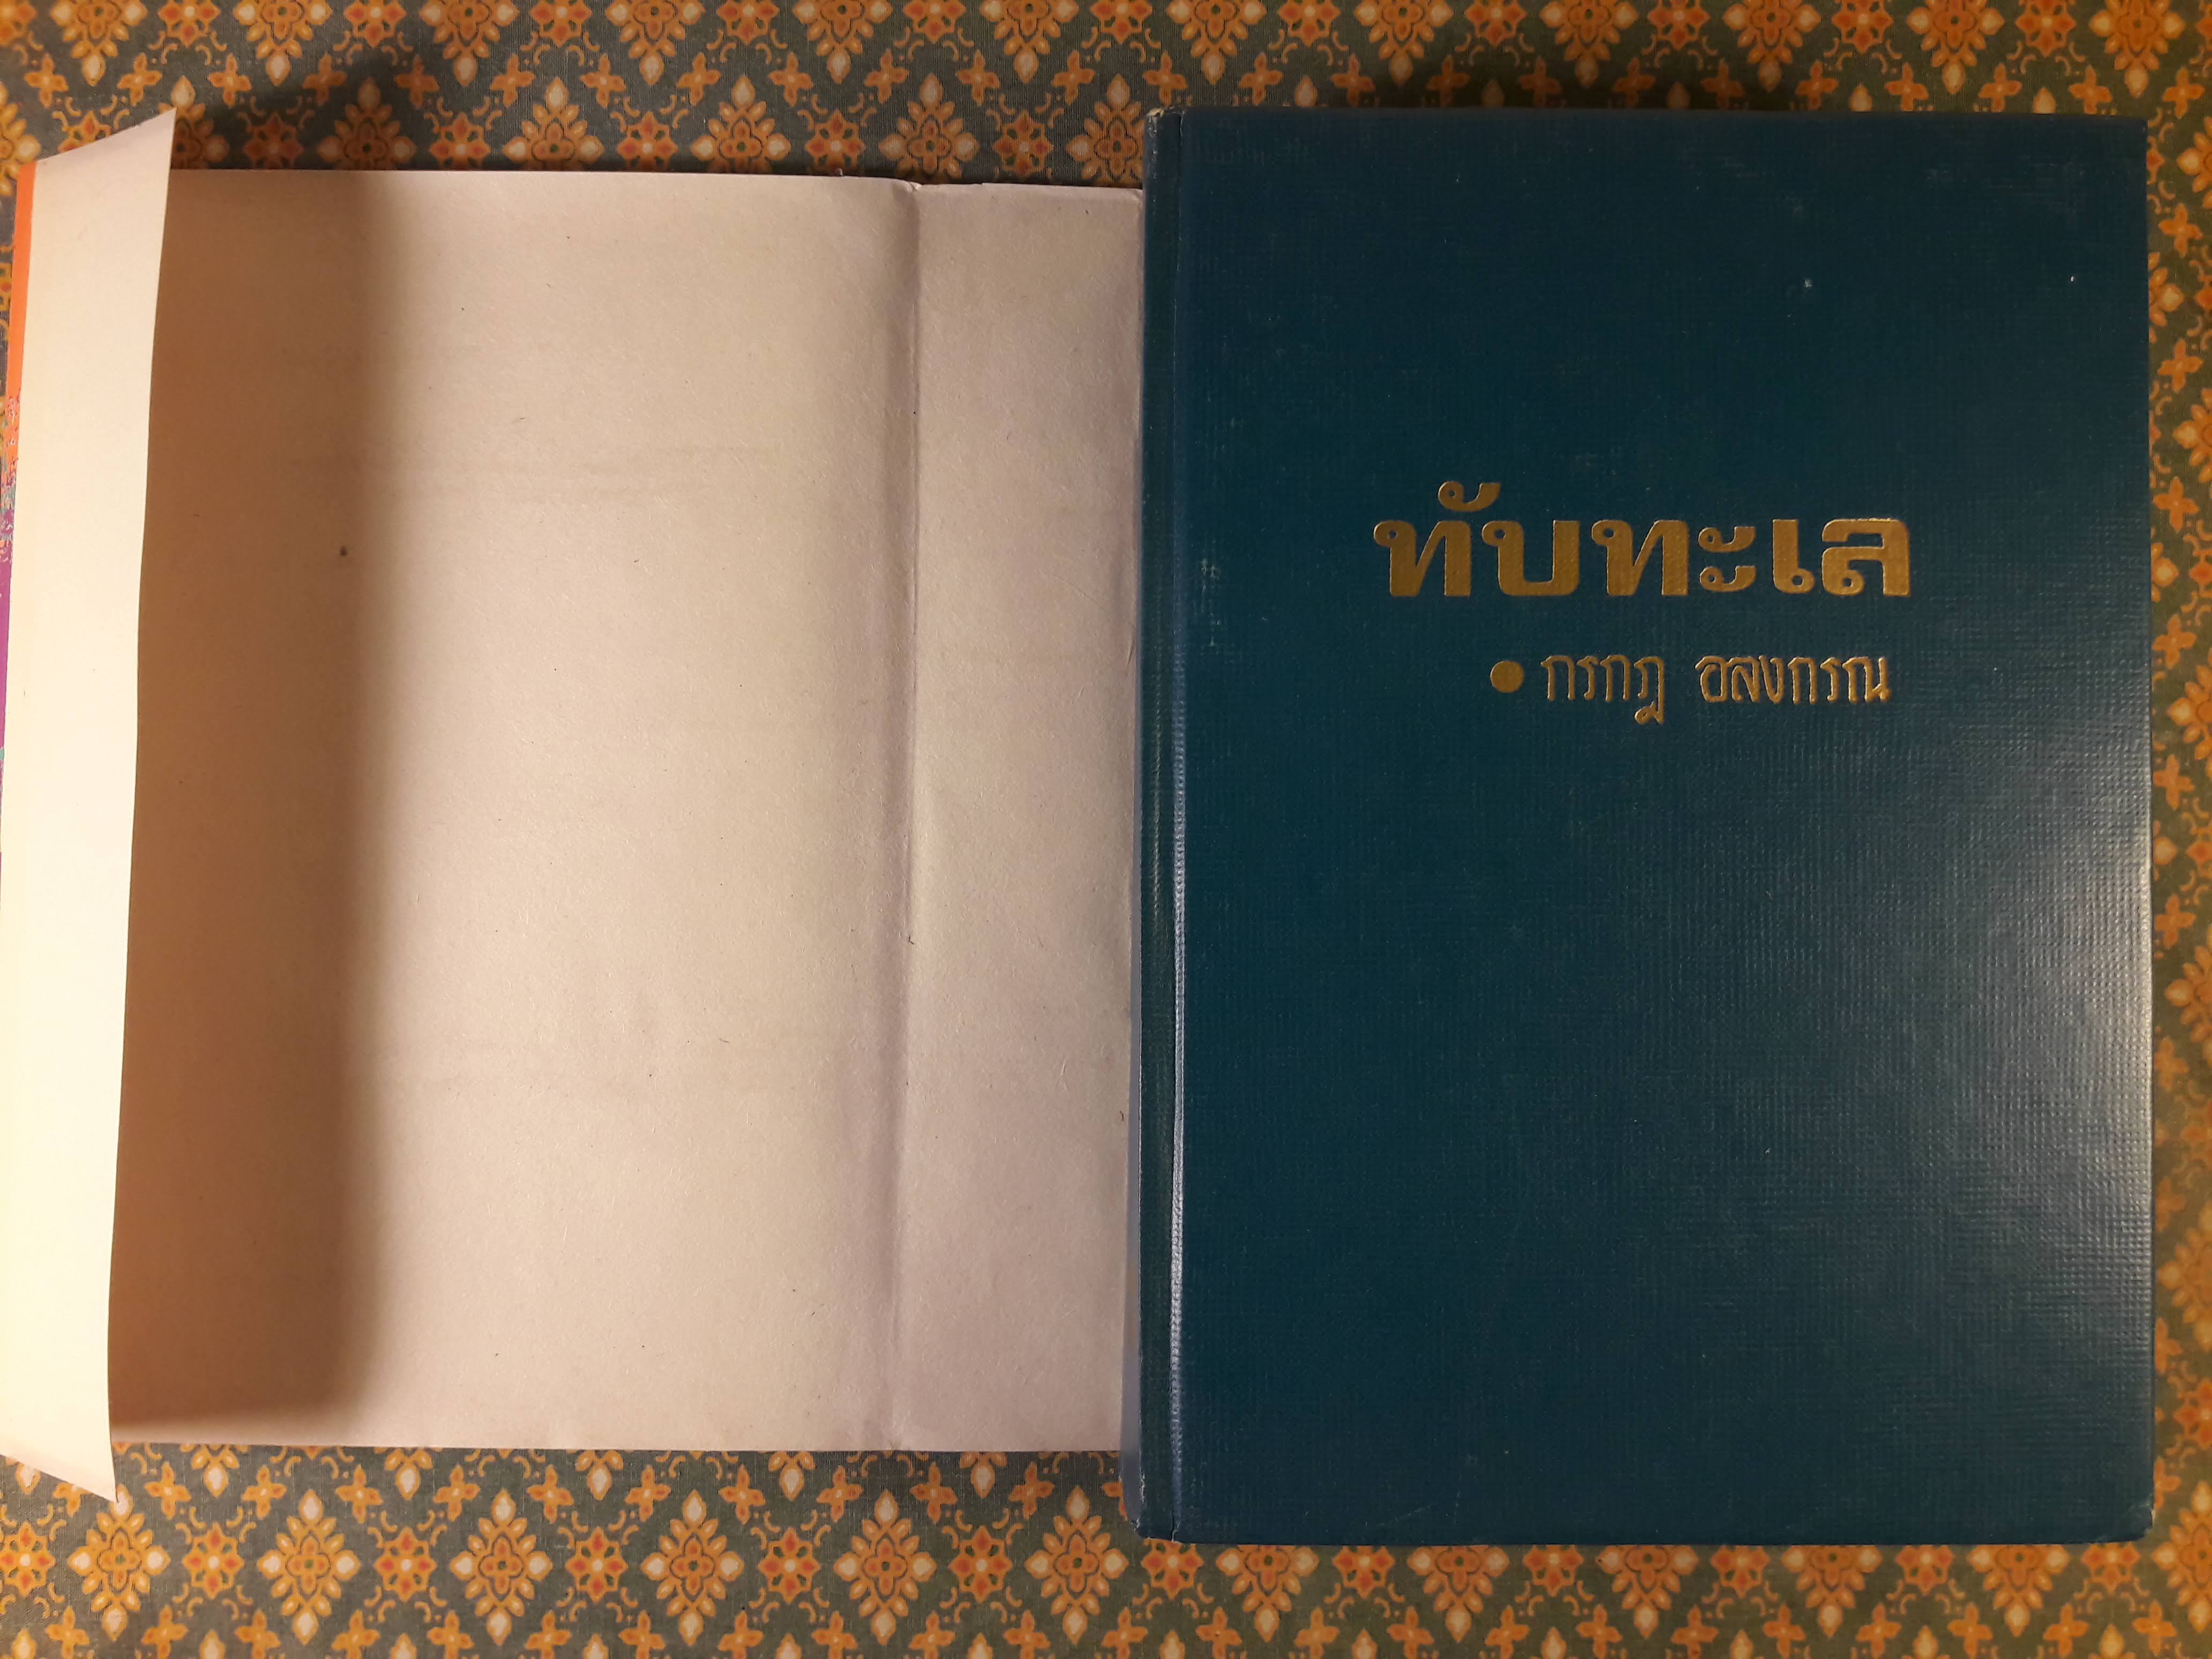 ทับทะเล
• กรกฎ อลงกรณ